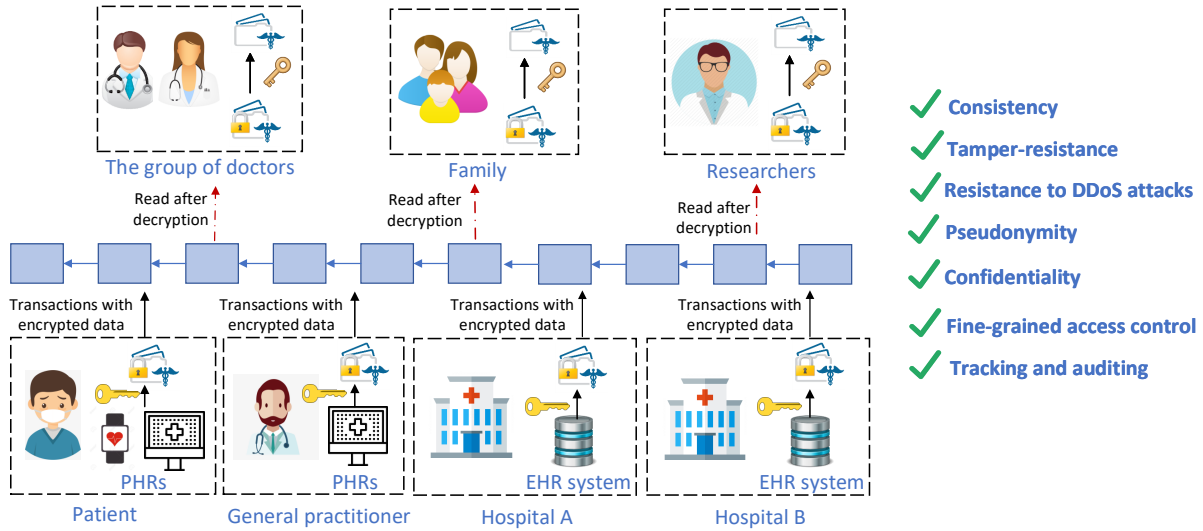 The group of doctors
Family
Researchers
Read after
decryption
Read after
decryption
Read after
decryption
Transactions with
encrypted data
Transactions with
encrypted data
Transactions with
encrypted data
Transactions with
encrypted data
PHRs
PHRs
EHR system
EHR system
Patient
General practitioner
Hospital A
Hospital B
Consistency
Tamper-resistance
Resistance to DDoS attacks
Pseudonymity
Confidentiality
Fine-grained access control
Tracking and auditing